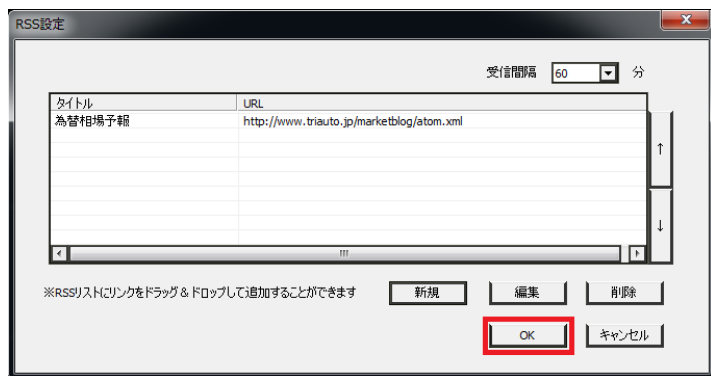 RSS設定
受信間隔 60 分
タイトル URL
為替相場予報 http://www.triauto.jp/marketblog/atom.xml
↑
↓
※RSSリストにリンクをドラッグ＆ドロップして追加することができます 新規 編集 削除
OK キャンセル